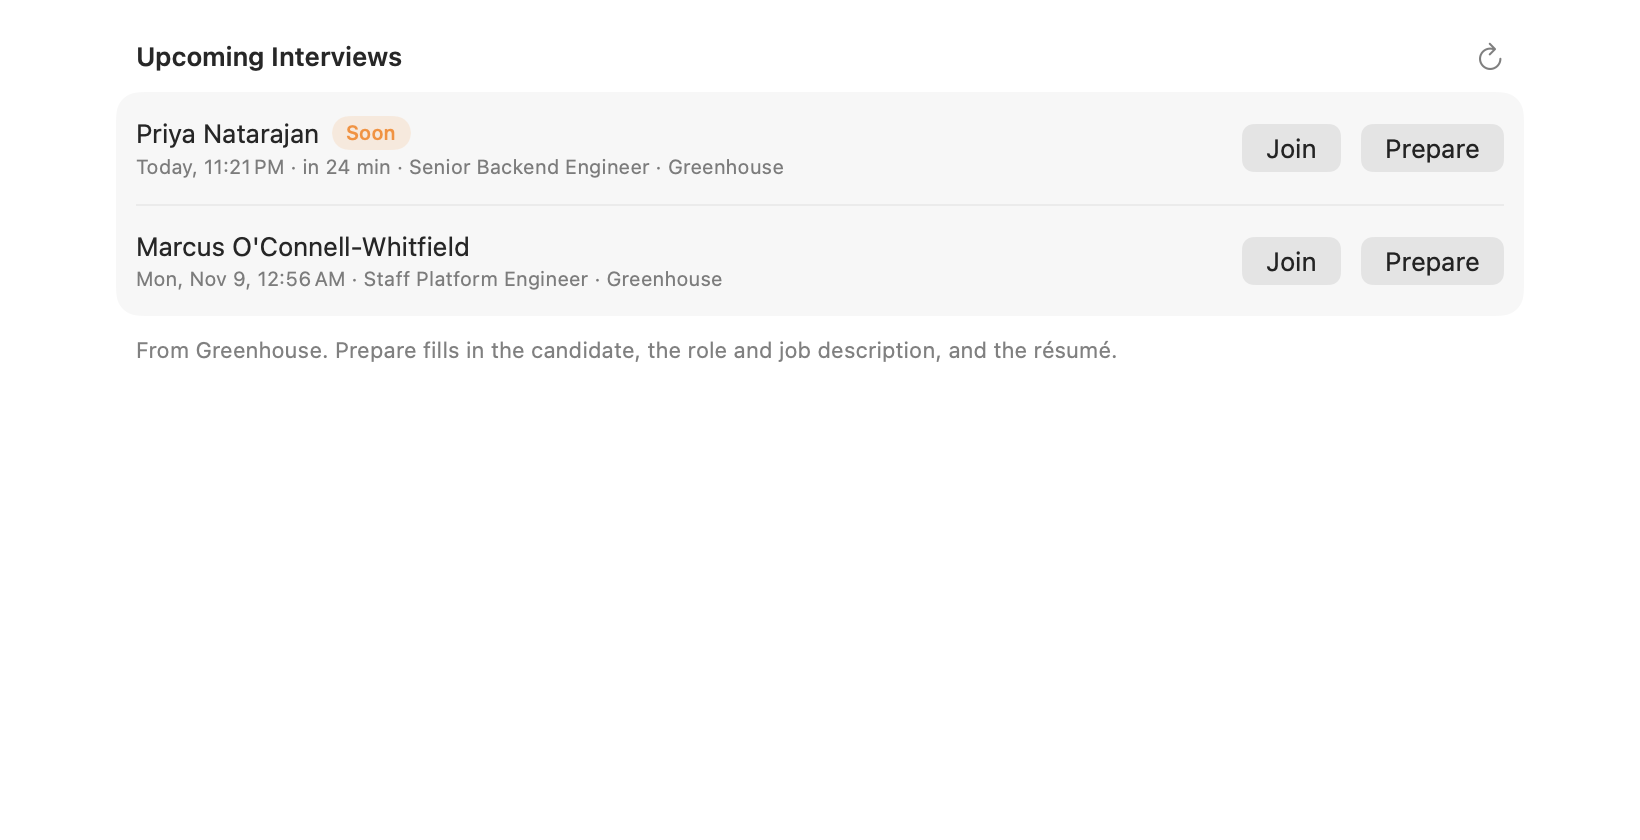 Upcoming Interviews
Priya Natarajan Soon
Today, 11:21 PM · in 24 min · Senior Backend Engineer · Greenhouse
Join Prepare
Marcus O'Connell-Whitfield
Mon, Nov 9, 12:56 AM · Staff Platform Engineer · Greenhouse
Join Prepare
From Greenhouse. Prepare fills in the candidate, the role and job description, and the résumé.